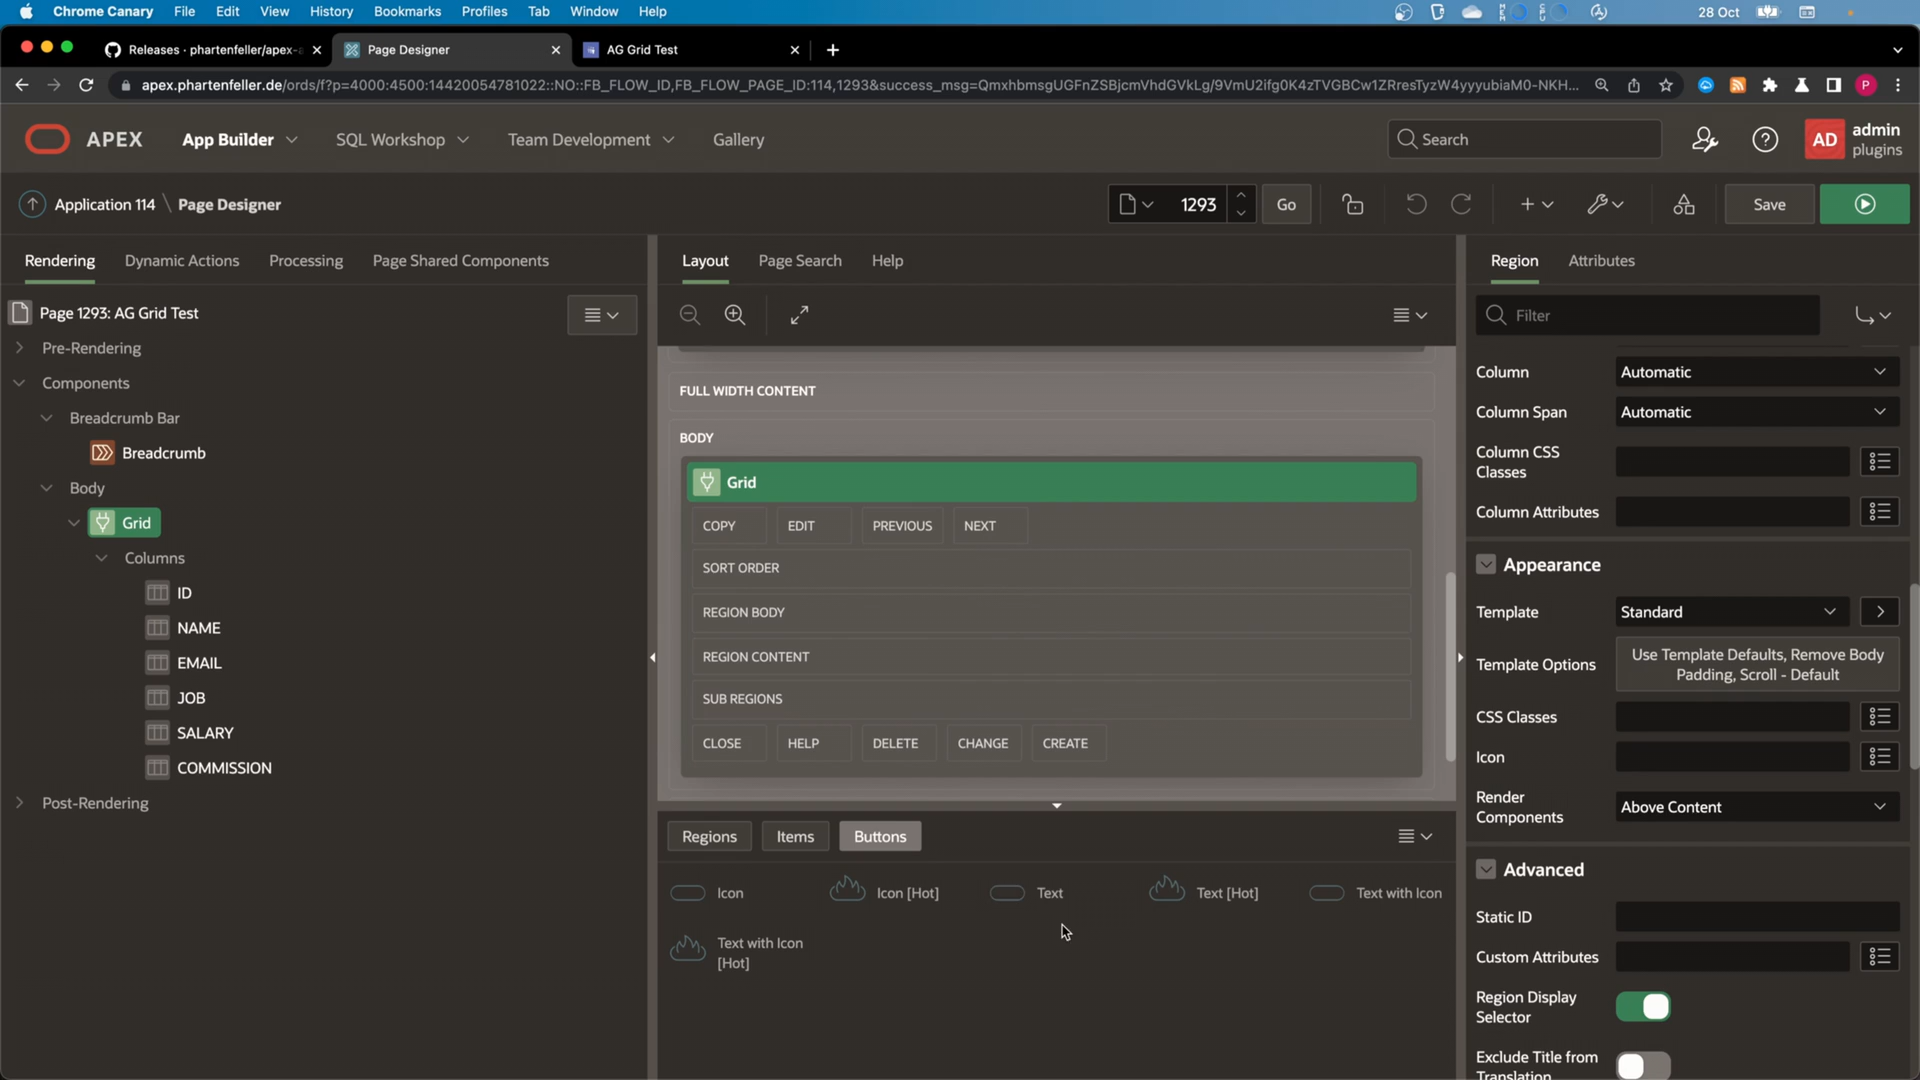 Chrome Canary File Edit View History Bookmarks Profiles Tab Window Help 28 Oct
Releases · phartenfeller/apex-a
Page Designer
AG Grid Test
apex.phartenfeller.de/ords/f?p=4000:4500:14420054781022::NO::FB_FLOW_ID,FB_FLOW_PAGE_ID:114,1293&success_msg=QmxhbmsgUGFnZSBjcmVhdGVkLg/9VmU2ifg0K4zTVGBCw1ZRresTyzW4yyyubiaM0-NKH...
P
APEX App Builder SQL Workshop Team Development Gallery
Search
AD
admin
plugins
Application 114 \ Page Designer
1293 Go Save
Rendering Dynamic Actions Processing Page Shared Components
Page 1293: AG Grid Test
Pre-Rendering
Components
Breadcrumb Bar
Breadcrumb
Body
Grid
Columns
ID
NAME
EMAIL
JOB
SALARY
COMMISSION
Post-Rendering
Layout Page Search Help
FULL WIDTH CONTENT
BODY
Grid
COPY EDIT PREVIOUS NEXT
SORT ORDER
REGION BODY
REGION CONTENT
SUB REGIONS
CLOSE HELP DELETE CHANGE CREATE
Regions Items Buttons
Icon Icon [Hot] Text Text [Hot] Text with Icon
Text with Icon
[Hot]
Region Attributes
Filter
Column Automatic
Column Span Automatic
Column CSS
Classes
Column Attributes
Appearance
Template Standard
Template Options Use Template Defaults, Remove Body
Padding, Scroll - Default
CSS Classes
Icon
Render
Components Above Content
Advanced
Static ID
Custom Attributes
Region Display
Selector
Exclude Title from
Translation